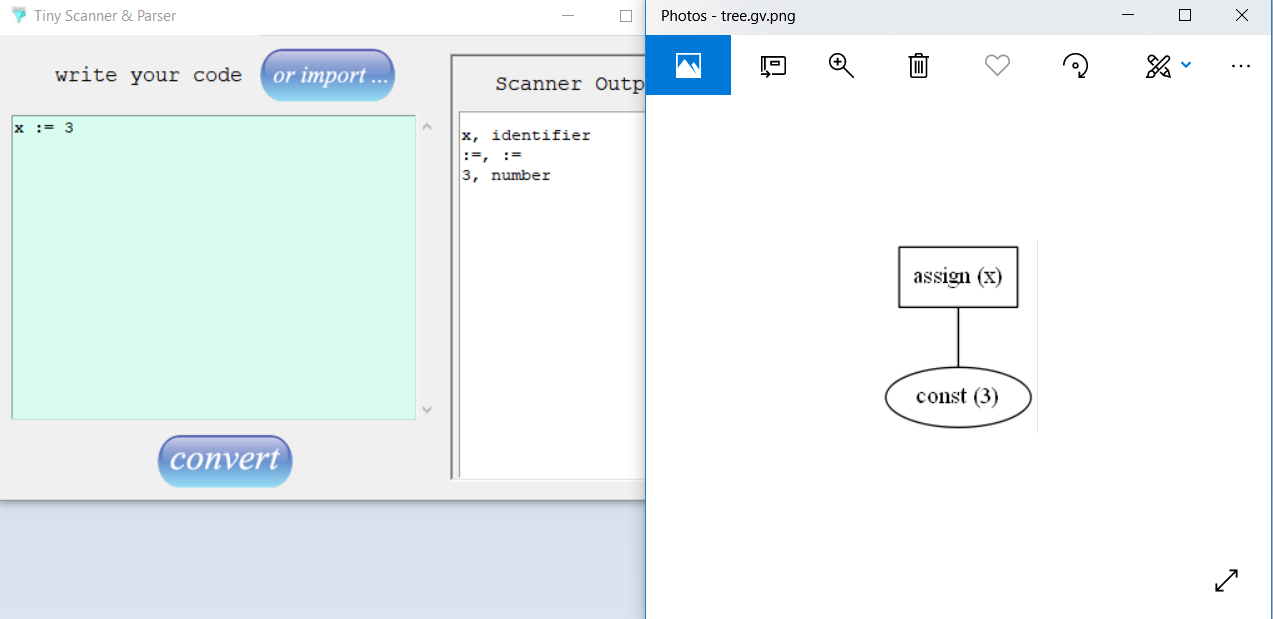 Tiny Scanner & Parser
write your code
or import ...
x := 3
convert
Scanner Outp
x, identifier
:=, :=
3, number
Photos - tree.gv.png
assign (x)
const (3)